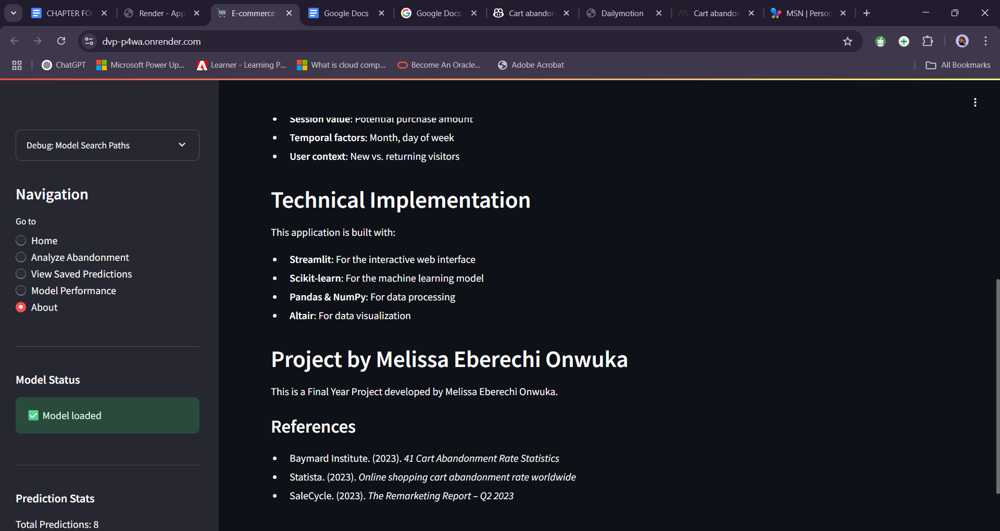 CHAPTER FO
Render - App
E-commerce
Google Docs
Google Docs
Cart abandon
Dailymotion
Cart abandon
MSN | Person
dvp-p4wa.onrender.com
ChatGPT
Microsoft Power Up...
Learner - Learning P...
What is cloud comp...
Become An Oracle...
Adobe Acrobat
All Bookmarks
Debug: Model Search Paths
Navigation
Go to
Home
Analyze Abandonment
View Saved Predictions
Model Performance
About
Model Status
Model loaded
Prediction Stats
Total Predictions: 8
Session value: Potential purchase amount
Temporal factors: Month, day of week
User context: New vs. returning visitors
Technical Implementation
This application is built with:
Streamlit: For the interactive web interface
Scikit-learn: For the machine learning model
Pandas & NumPy: For data processing
Altair: For data visualization
Project by Melissa Eberechi Onwuka
This is a Final Year Project developed by Melissa Eberechi Onwuka.
References
Baymard Institute. (2023). 41 Cart Abandonment Rate Statistics
Statista. (2023). Online shopping cart abandonment rate worldwide
SaleCycle. (2023). The Remarketing Report – Q2 2023